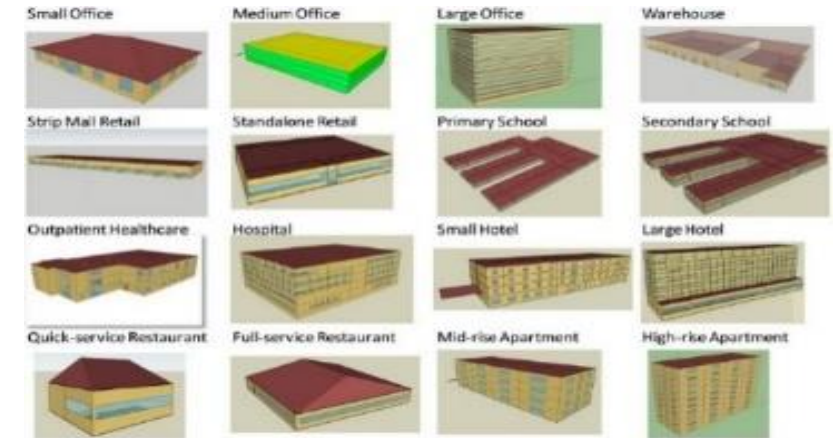 Small Office
Medium Office
Large Office
Warehouse
Strip Mall Retail
Standalone Retail
Primary School
Secondary School
Outpatient Healthcare
Hospital
Small Hotel
Large Hotel
Quick-service Restaurant
Full-service Restaurant
Mid-rise Apartment
High-rise Apartment